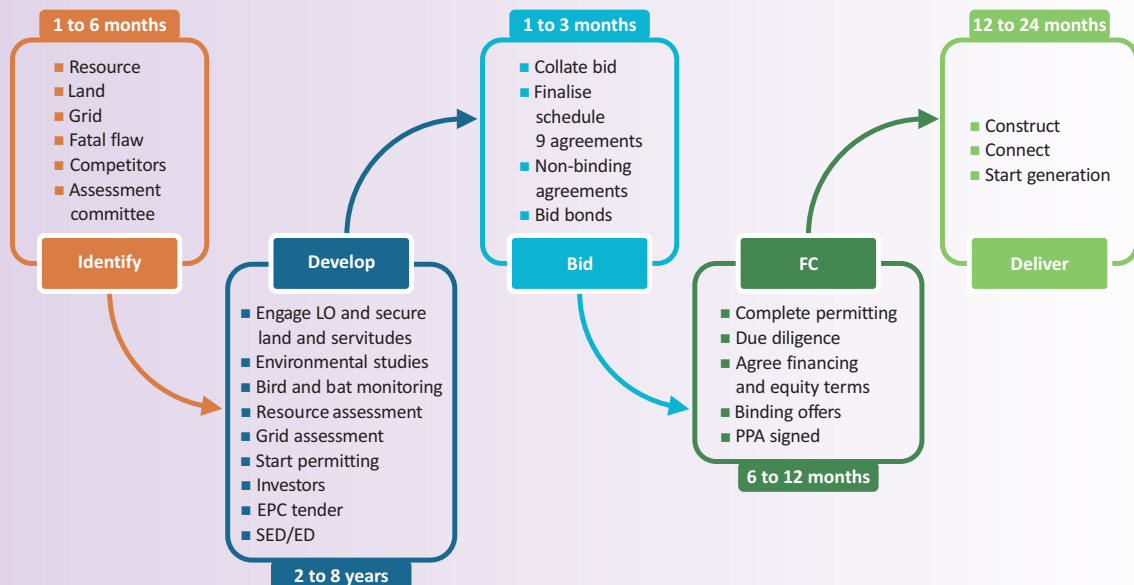 1 to 6 months
Resource
Land
Grid
Fatal flaw
Competitors
Assessment
committee
Identify
Develop
Engage LO and secure
land and servitudes
Environmental studies
Bird and bat monitoring
Resource assessment
Grid assessment
Start permitting
Investors
EPC tender
SED/ED
2 to 8 years
1 to 3 months
Collate bid
Finalise
schedule
9 agreements
Non-binding
agreements
Bid bonds
Bid
FC
Complete permitting
Due diligence
Agree financing
and equity terms
Binding offers
PPA signed
6 to 12 months
12 to 24 months
Construct
Connect
Start generation
Deliver